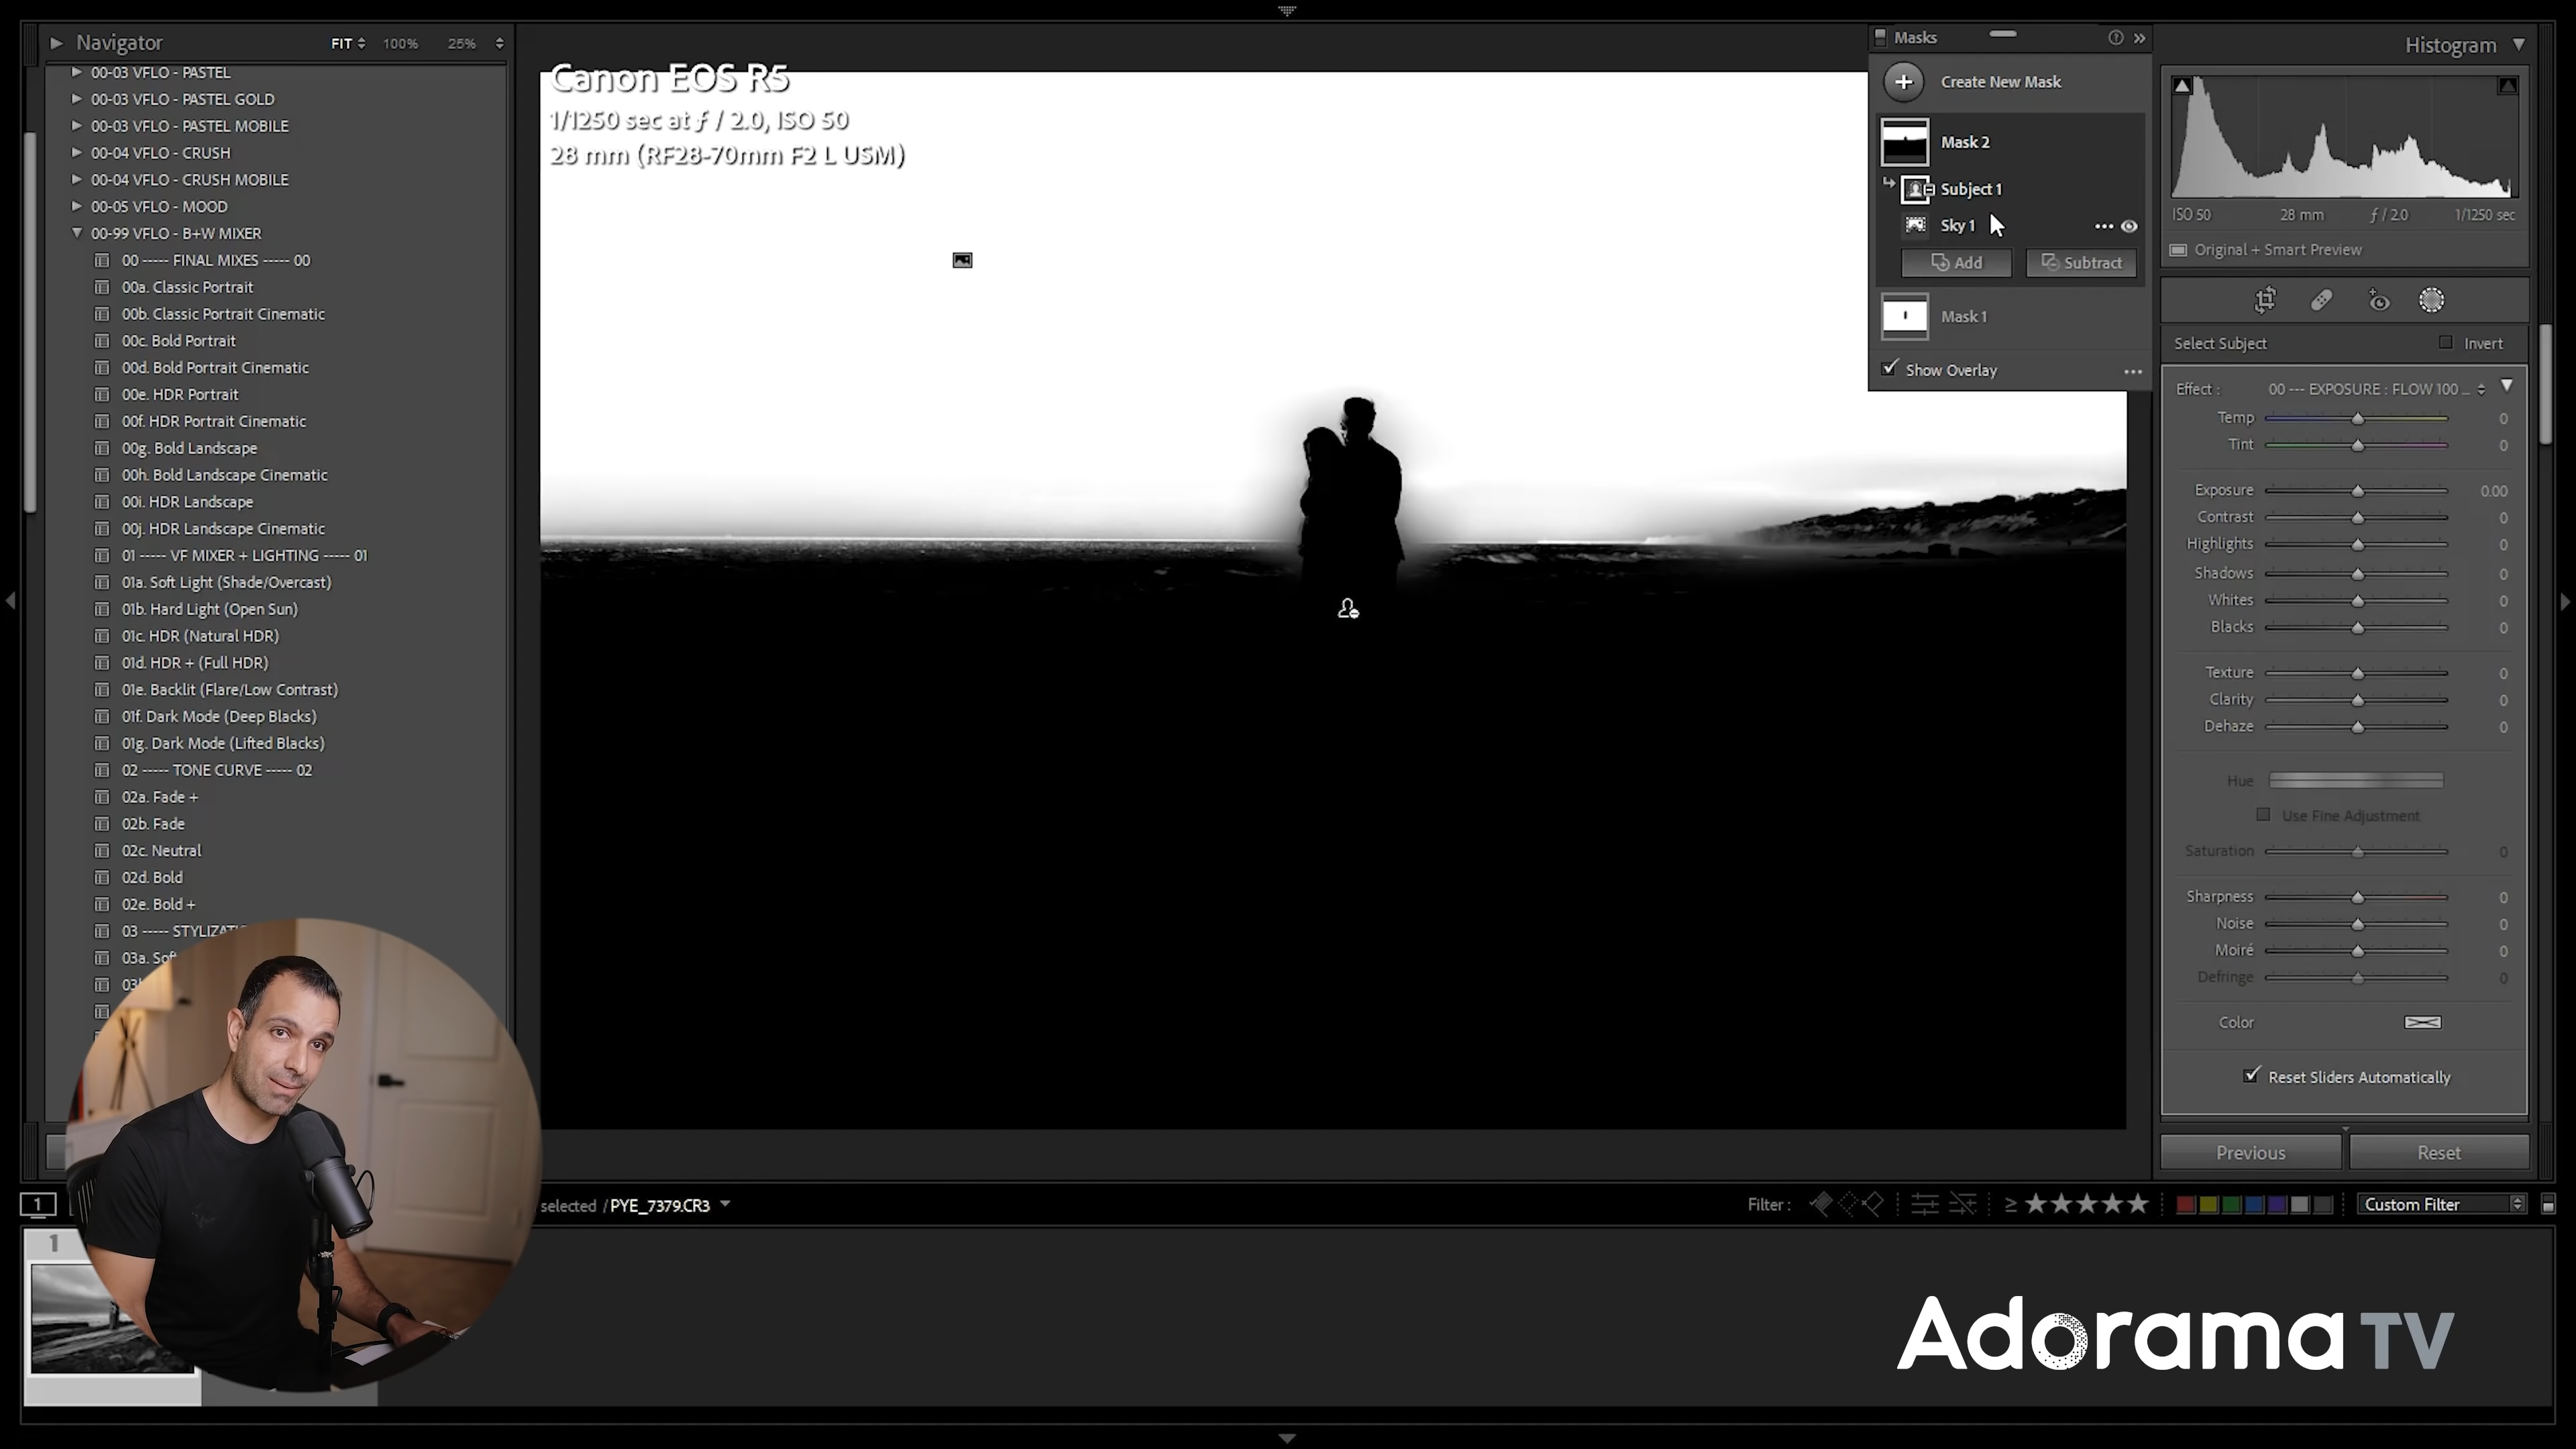 Navigator
FIT 100% 25%
00-03 VFLO - PASTEL
00-03 VFLO - PASTEL GOLD
00-03 VFLO - PASTEL MOBILE
00-04 VFLO - CRUSH
00-04 VFLO - CRUSH MOBILE
00-05 VFLO - MOOD
00-99 VFLO - B+W MIXER
00 ----- FINAL MIXES ----- 00
00a. Classic Portrait
00b. Classic Portrait Cinematic
00c. Bold Portrait
00d. Bold Portrait Cinematic
00e. HDR Portrait
00f. HDR Portrait Cinematic
00g. Bold Landscape
00h. Bold Landscape Cinematic
00i. HDR Landscape
00j. HDR Landscape Cinematic
01 ----- VF MIXER + LIGHTING ----- 01
01a. Soft Light (Shade/Overcast)
01b. Hard Light (Open Sun)
01c. HDR (Natural HDR)
01d. HDR + (Full HDR)
01e. Backlit (Flare/Low Contrast)
01f. Dark Mode (Deep Blacks)
01g. Dark Mode (Lifted Blacks)
02 ----- TONE CURVE ----- 02
02a. Fade +
02b. Fade
02c. Neutral
02d. Bold
02e. Bold +
03 ----- 
03a.
Canon EOS R5
1/1250 sec at ƒ / 2.0, ISO 50
28 mm (RF28-70mm F2 L USM)
Masks
Create New Mask
Mask 2
Subject 1
Sky 1
Add Subtract
Mask 1
Show Overlay
Histogram
ISO 50 28 mm ƒ / 2.0 1/1250 sec
Original + Smart Preview
Select Subject Invert
Effect : 00 --- EXPOSURE : FLOW 100 ...
Temp 0
Tint 0
Exposure 0.00
Contrast 0
Highlights 0
Shadows 0
Whites 0
Blacks 0
Texture 0
Clarity 0
Dehaze 0
Hue
Use Fine Adjustment
Saturation 0
Sharpness 0
Noise 0
Moiré 0
Defringe 0
Color
Reset Sliders Automatically
Previous Reset
1
selected / PYE_7379.CR3
Filter : ≥ ★★★★★ Custom Filter
1
Adorama TV